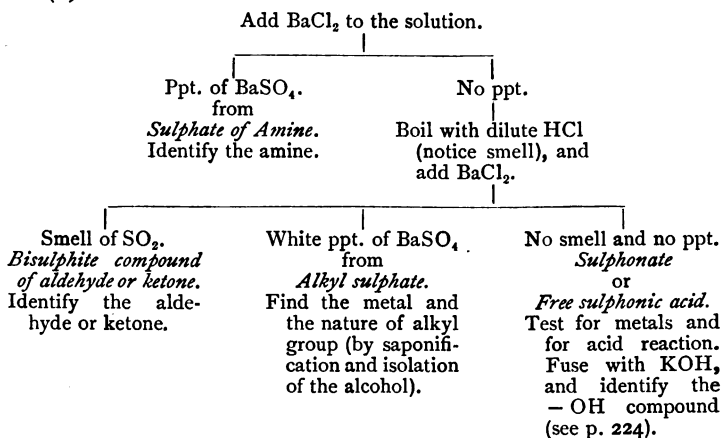 Add BaCl₂ to the solution.
Ppt. of BaSO₄.
from
Sulphate of Amine.
Identify the amine.
No ppt.
Boil with dilute HCl
(notice smell), and
add BaCl₂.
Smell of SO₂.
Bisulphite compound
of aldehyde or ketone.
Identify the alde-
hyde or ketone.
White ppt. of BaSO₄
from
Alkyl sulphate.
Find the metal and
the nature of alkyl
group (by saponifi-
cation and isolation
of the alcohol).
No smell and no ppt.
Sulphonate
or
Free sulphonic acid.
Test for metals and
for acid reaction.
Fuse with KOH,
and identify the
— OH compound
(see p. 224).